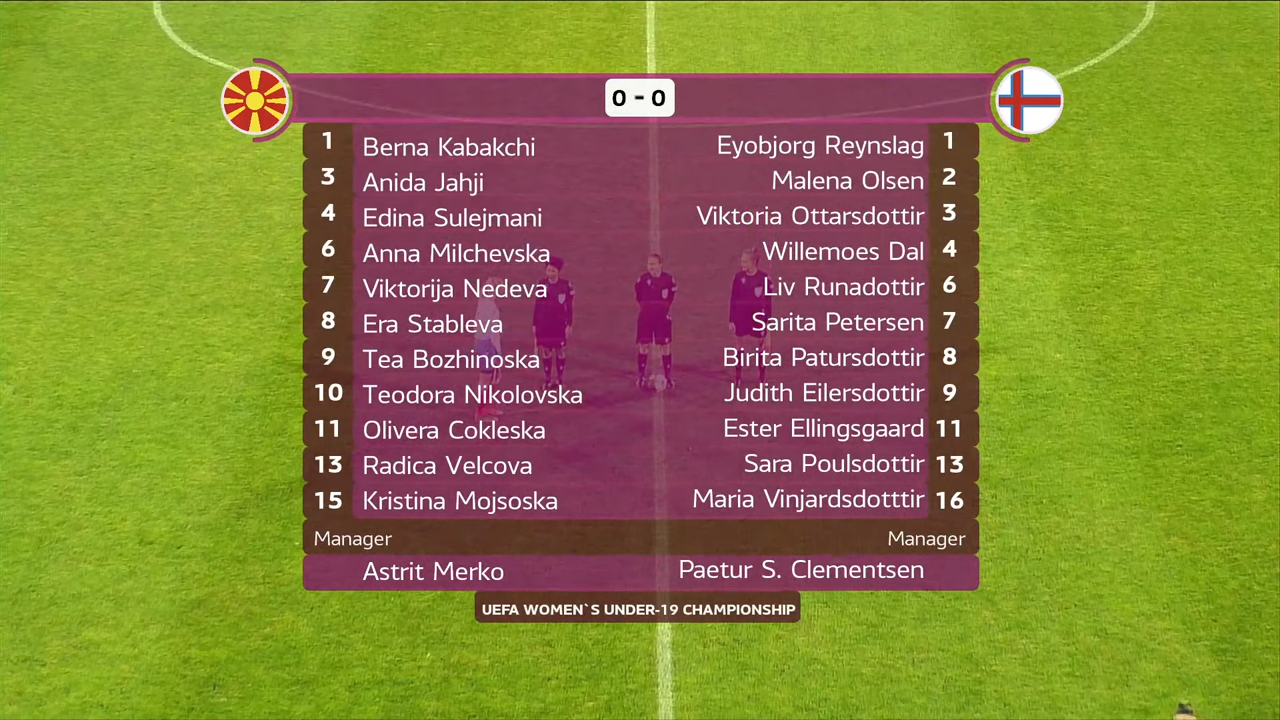 0 - 0
1 Berna Kabakchi Eyobjorg Reynslag 1
3 Anida Jahji Malena Olsen 2
4 Edina Sulejmani Viktoria Ottarsdottir 3
6 Anna Milchevska Willemoes Dal 4
7 Viktorija Nedeva Liv Runadottir 6
8 Era Stableva Sarita Petersen 7
9 Tea Bozhinoska Birita Patursdottir 8
10 Teodora Nikolovska Judith Eilersdottir 9
11 Olivera Cokleska Ester Ellingsgaard 11
13 Radica Velcova Sara Poulsdottir 13
15 Kristina Mojsoska Maria Vinjardsdotttir 16
Manager Manager
Astrit Merko Paetur S. Clementsen
UEFA WOMEN`S UNDER-19 CHAMPIONSHIP